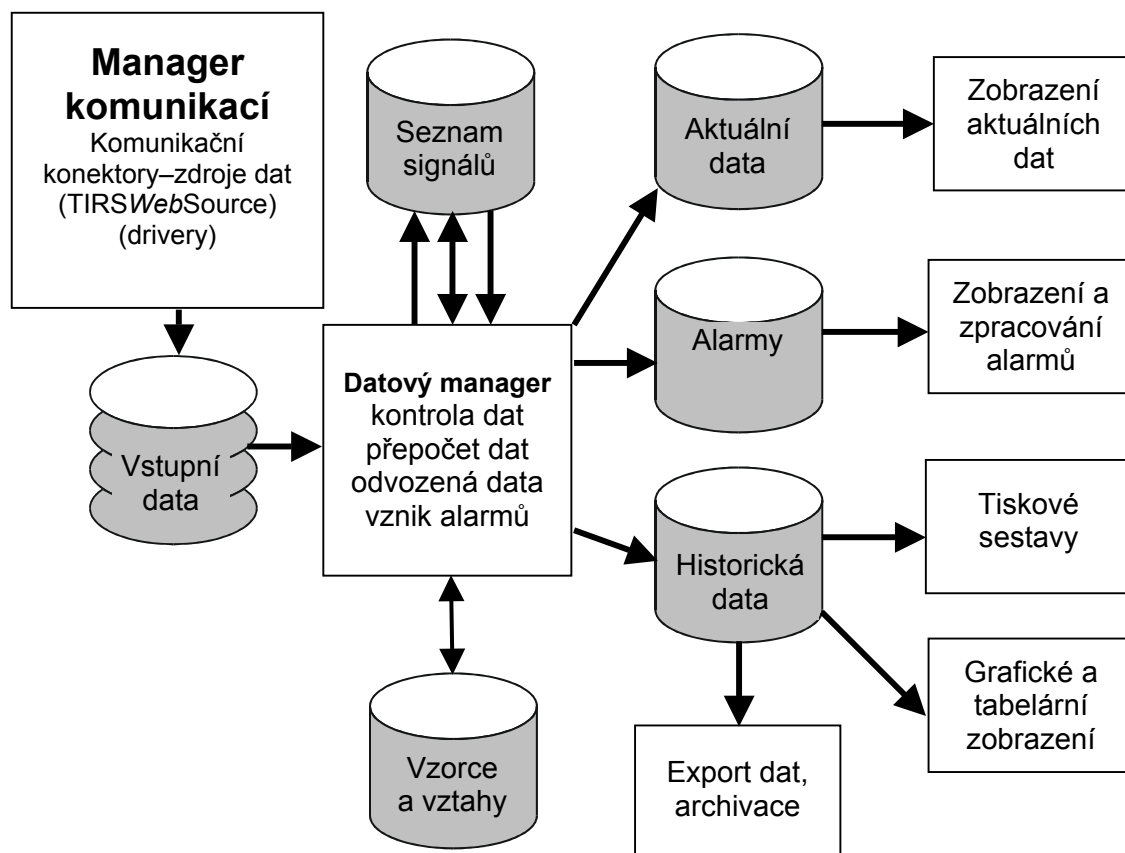 Manager
komunikací
Komunikační
konektory–zdroje dat
(TIRSWebSource)
(drivery)
Seznam
signálů
Aktuální
data
Zobrazení
aktuálních
dat
Alarmy
Zobrazení a
zpracování
alarmů
Vstupní
data
Datový manager
kontrola dat
přepočet dat
odvozená data
vznik alarmů
Historická
data
Tiskové
sestavy
Grafické a
tabelární
zobrazení
Vzorce
a vztahy
Export dat,
archivace